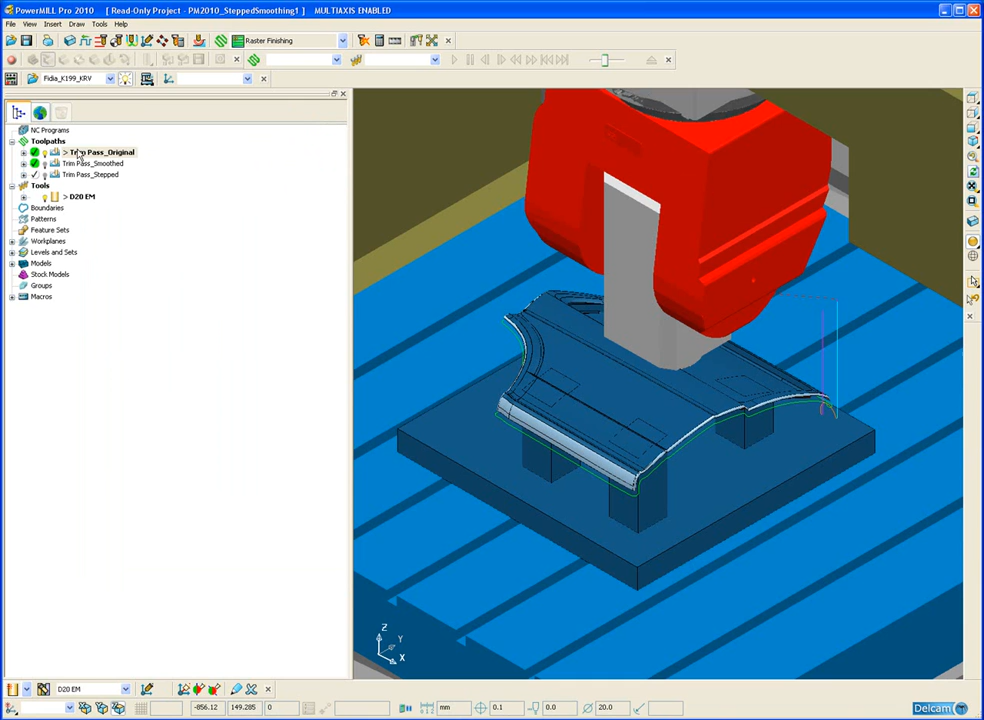 PowerMILL Pro 2010 [ Read-Only Project - PM2010_SteppedSmoothing1 ] MULTIAXIS ENABLED
File View Insert Draw Tools Help
Raster Finishing
Fidia_K199_KRV
NC Programs
Toolpaths
> Trim Pass_Original
Trim Pass_Smoothed
Trim Pass_Stepped
Tools
> D20 EM
Boundaries
Patterns
Feature Sets
Workplanes
Levels and Sets
Models
Stock Models
Groups
Macros
Z
Y
X
D20 EM
-856.12 149.285 0 mm 0.1 0.0 20.0 Delcam